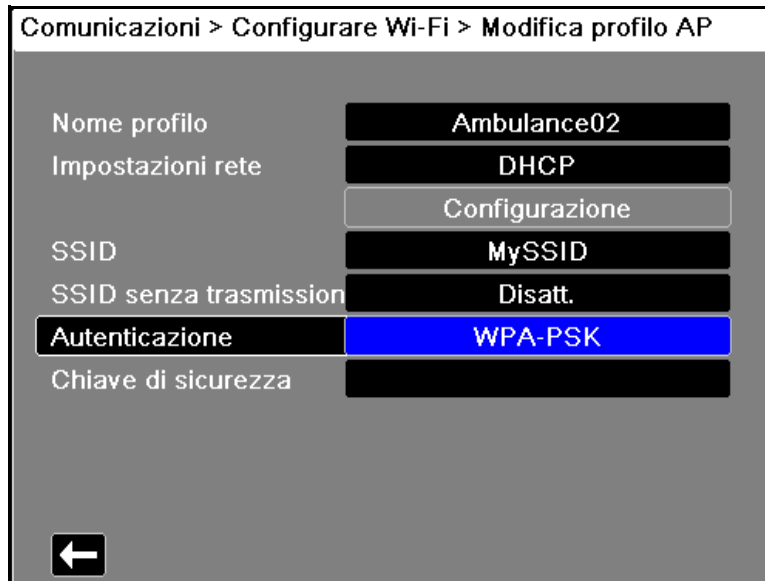 Comunicazioni > Configurare Wi-Fi > Modifica profilo AP
Nome profilo Ambulance02
Impostazioni rete DHCP
Configurazione
SSID MySSID
SSID senza trasmission Disatt.
Autenticazione WPA-PSK
Chiave di sicurezza